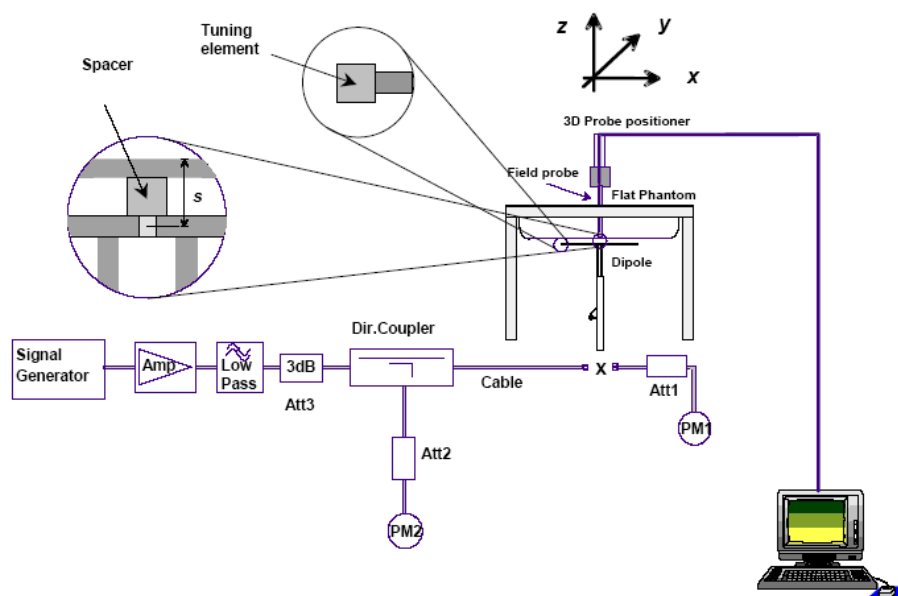 Tuning
element
Spacer
s
z
y
x
3D Probe positioner
Field probe
Flat Phantom
Dipole
Dir.Coupler
Signal
Generator
Amp
Low
Pass
3dB
Att3
Cable
X
Att1
PM1
Att2
PM2